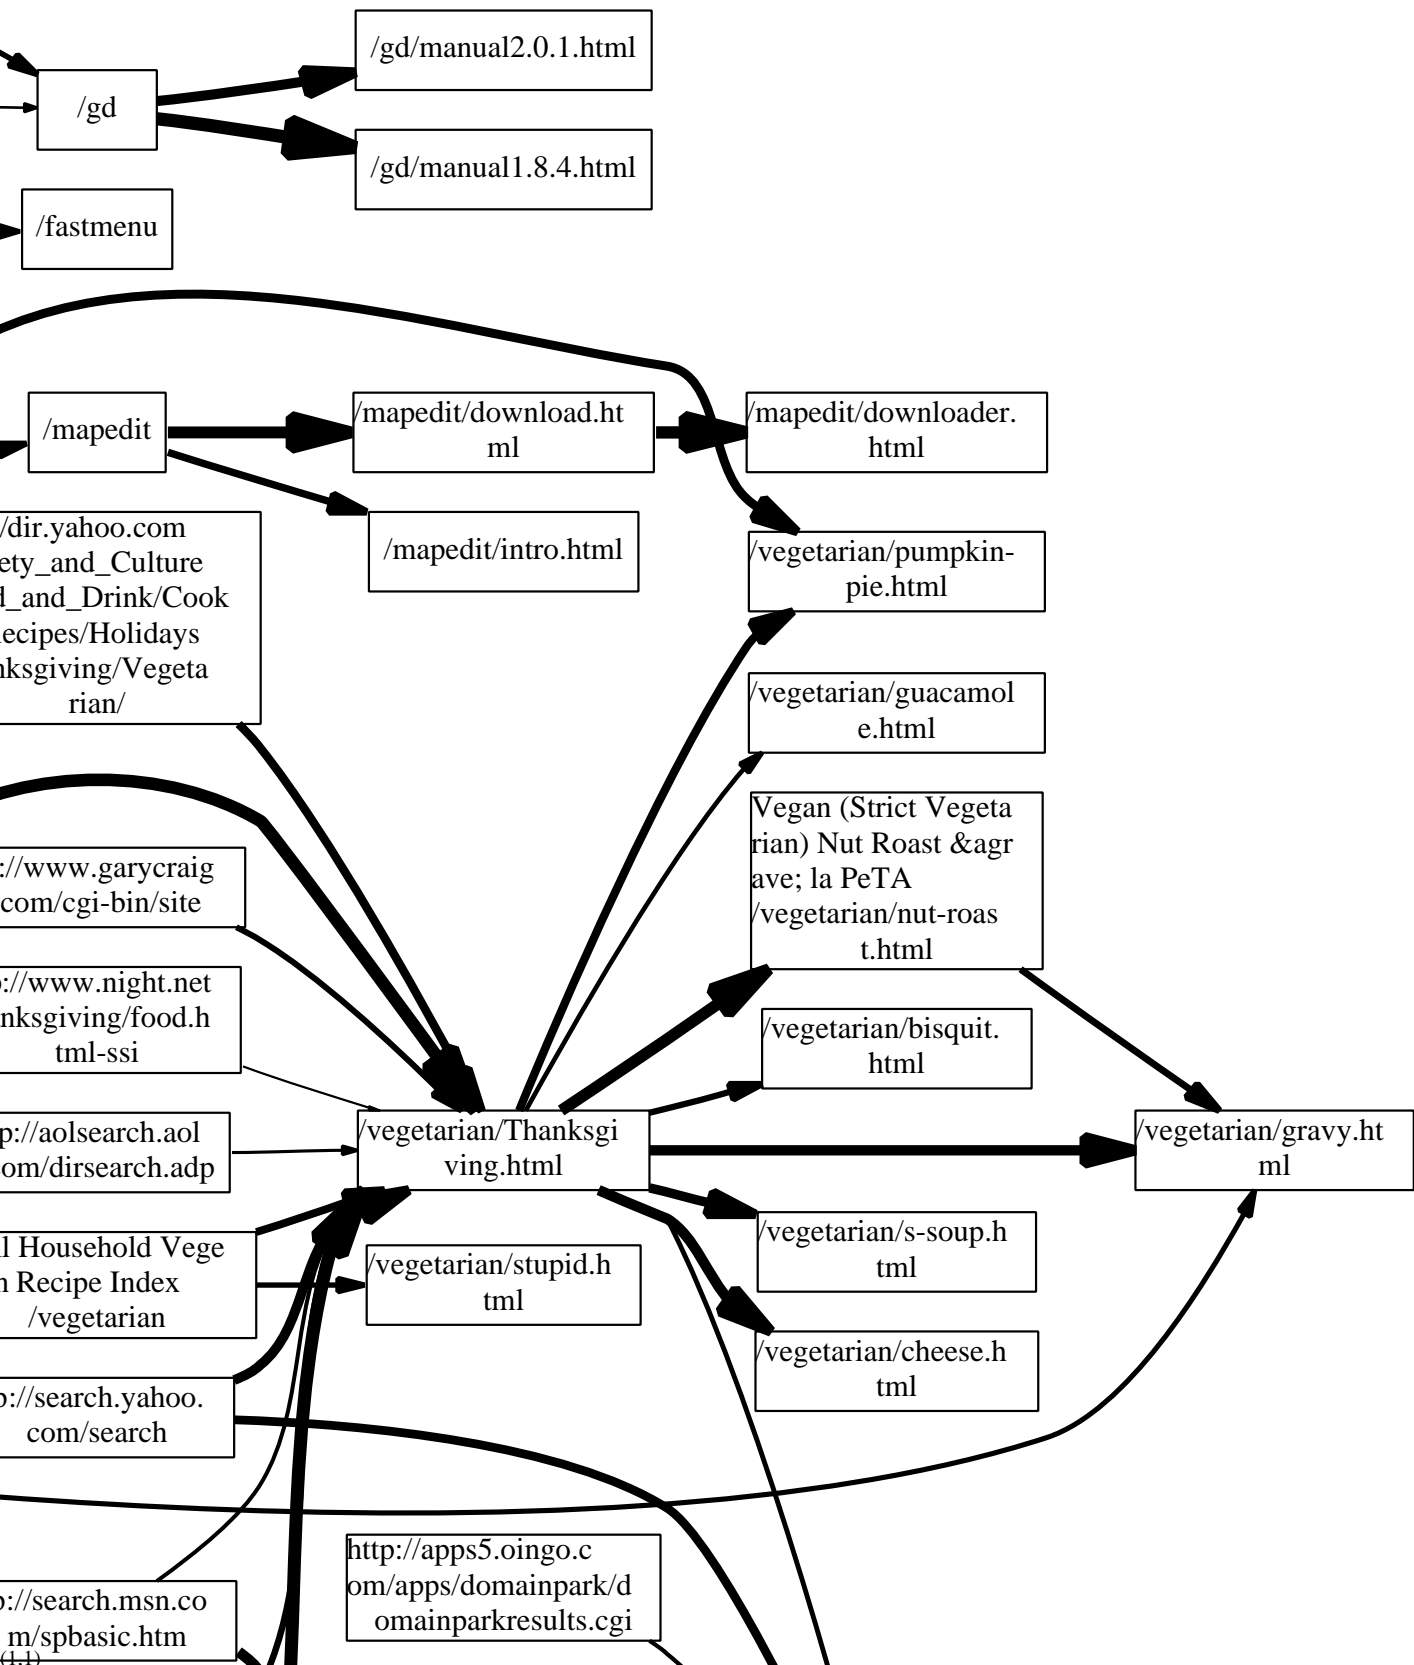 /gd/manual2.0.1.html
/gd
/gd/manual1.8.4.html
/fastmenu
/mapedit
/mapedit/download.ht
ml
/mapedit/downloader.
html
/mapedit/intro.html
/dir.yahoo.com
ety_and_Culture
d_and_Drink/Cook
ecipes/Holidays
nksgiving/Vegeta
rian/
/vegetarian/pumpkin-
pie.html
/vegetarian/guacamol
e.html
Vegan (Strict Vegeta
rian) Nut Roast &agr
ave; la PeTA
/vegetarian/nut-roas
t.html
://www.garycraig
com/cgi-bin/site
://www.night.net
nksgiving/food.h
tml-ssi
/vegetarian/bisquit.
html
p://aolsearch.aol
om/dirsearch.adp
/vegetarian/Thanksgi
ving.html
/vegetarian/gravy.ht
ml
l Household Vege
n Recipe Index
/vegetarian
/vegetarian/stupid.h
tml
/vegetarian/s-soup.h
tml
/vegetarian/cheese.h
tml
p://search.yahoo.
com/search
http://apps5.oingo.c
om/apps/domainpark/d
omainparkresults.cgi
p://search.msn.co
m/spbasic.htm
(1,1)